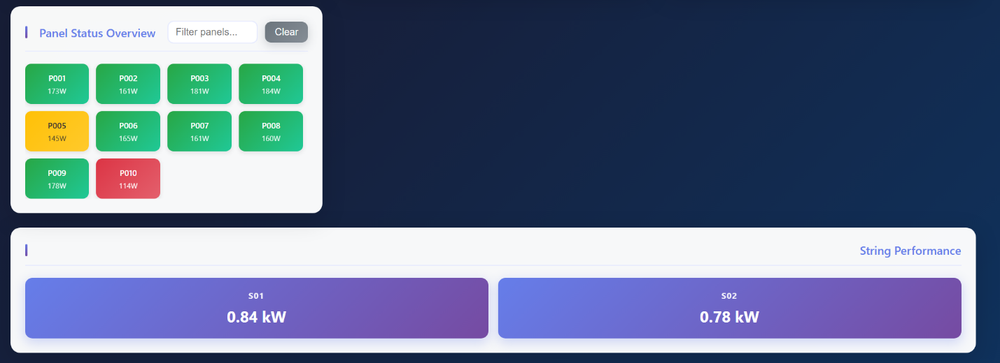 Panel Status Overview Filter panels... Clear
P001 P002 P003 P004
173W 161W 181W 184W
P005 P006 P007 P008
145W 165W 161W 160W
P009 P010
178W 114W
String Performance
S01 S02
0.84 kW 0.78 kW